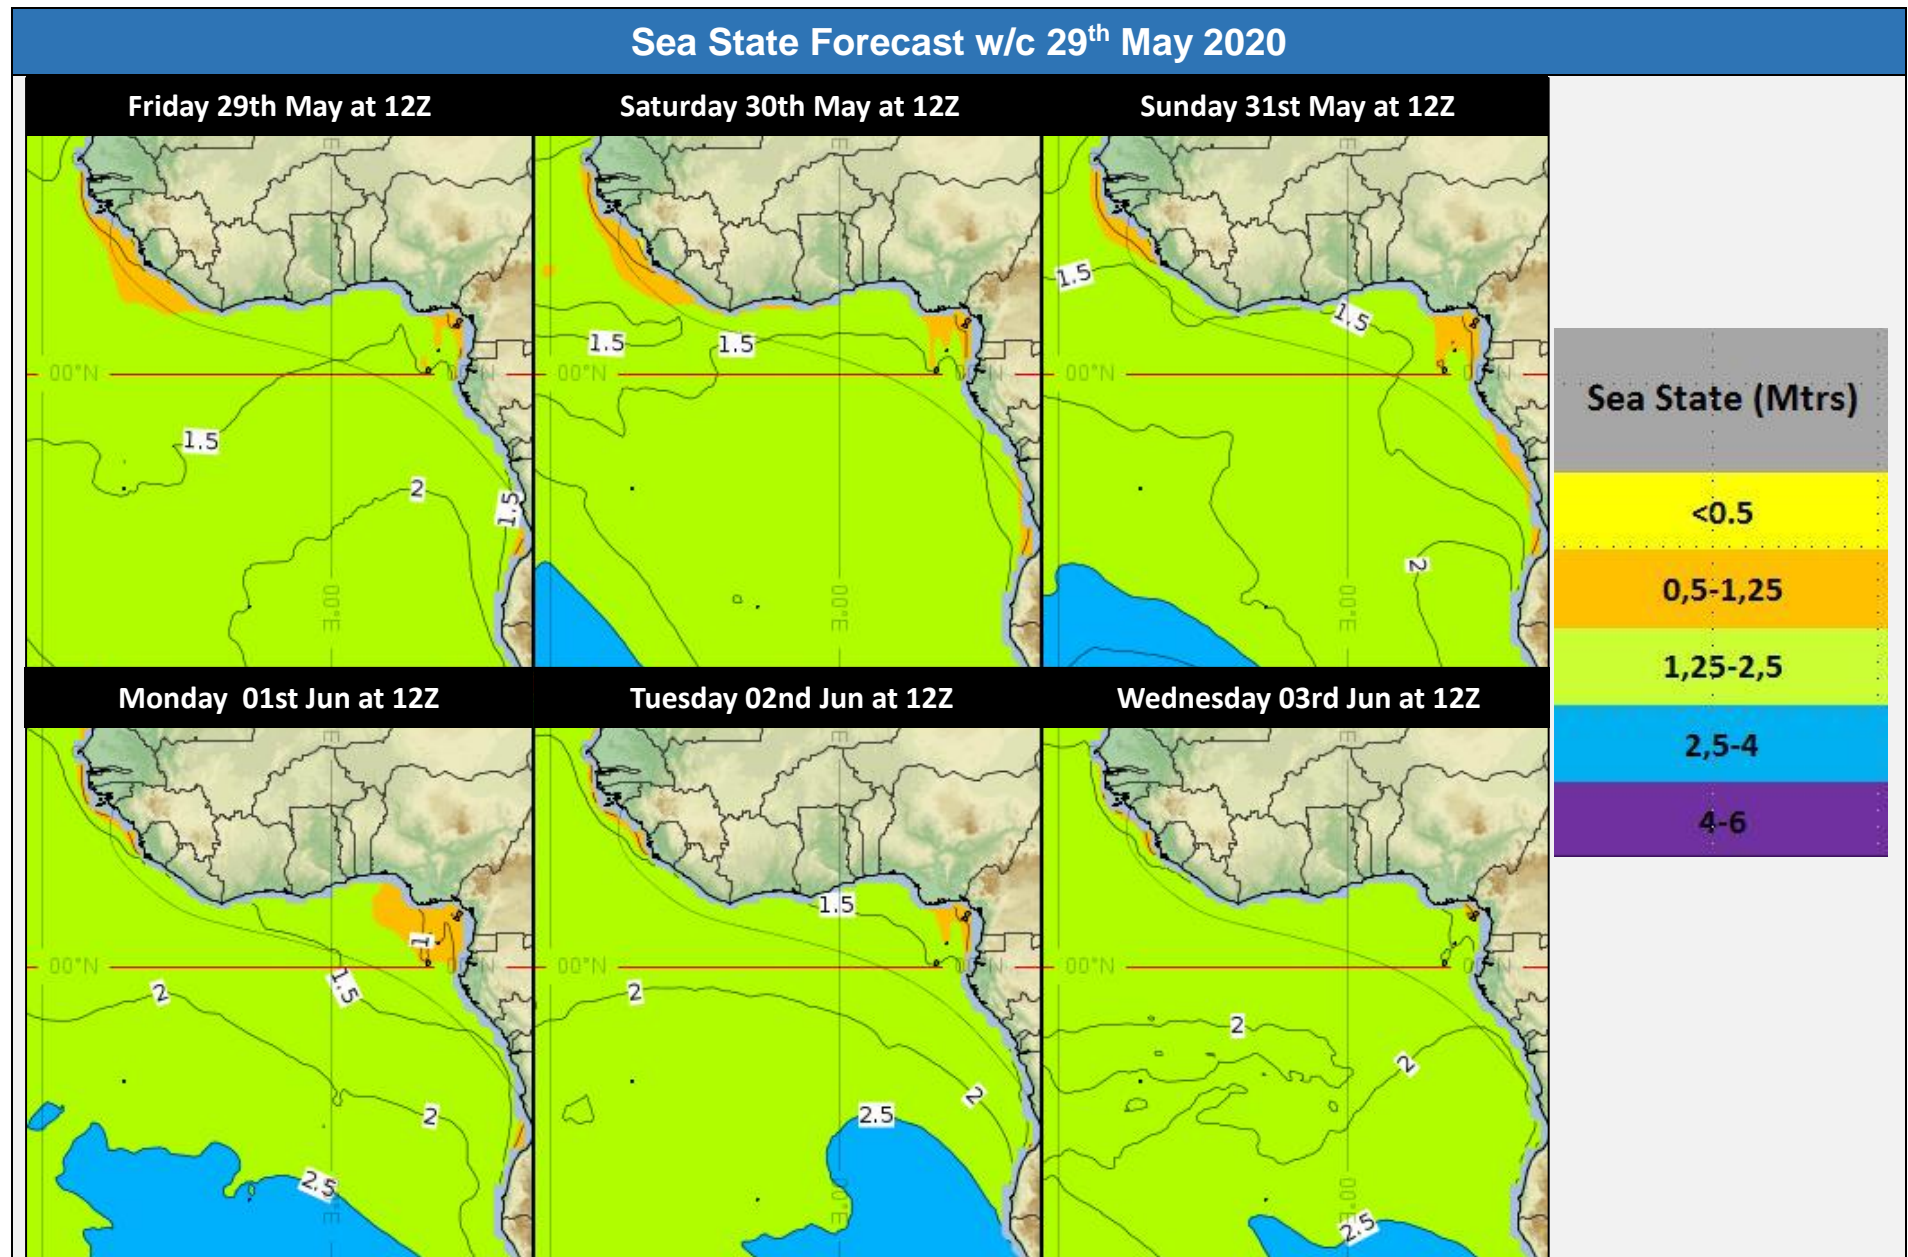 Sea State Forecast w/c 29th May 2020
Friday 29th May at 12Z
Saturday 30th May at 12Z
Sunday 31st May at 12Z
00°N
1.5
2
1.5
00°E
1.5
1.5
00°N
00°E
1.5
1.5
00°N
2
00°E
Sea State (Mtrs)
<0.5
0,5-1,25
1,25-2,5
2,5-4
4-6
Monday 01st Jun at 12Z
Tuesday 02nd Jun at 12Z
Wednesday 03rd Jun at 12Z
1
00°N
1.5
2
2
2.5
1.5
00°N
2
2
2.5
00°N
2
2
00°E
2.5